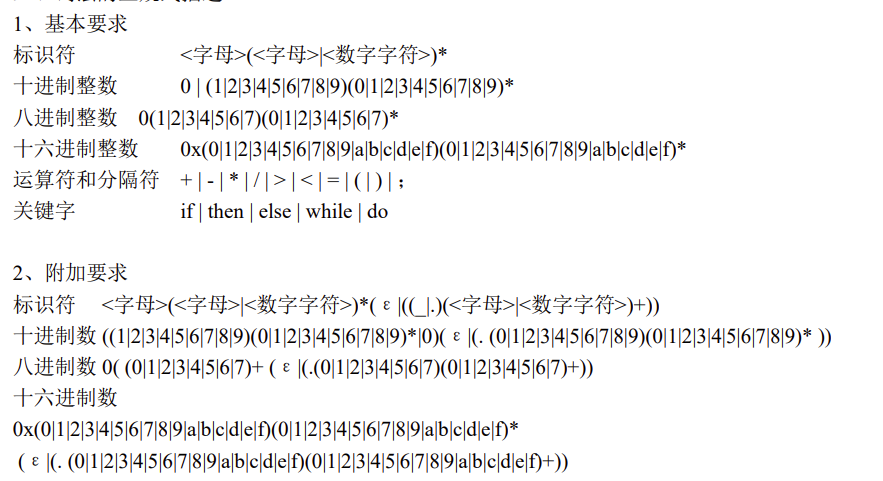 1、基本要求
标识符 <字母>(<字母>|<数字字符>)*
十进制整数 0 | (1|2|3|4|5|6|7|8|9)(0|1|2|3|4|5|6|7|8|9)*
八进制整数 0(1|2|3|4|5|6|7)(0|1|2|3|4|5|6|7)*
十六进制整数 0x(0|1|2|3|4|5|6|7|8|9|a|b|c|d|e|f)(0|1|2|3|4|5|6|7|8|9|a|b|c|d|e|f)*
运算符和分隔符 + | - | * | / | > | < | = | ( | ) | ；
关键字 if | then | else | while | do
2、附加要求
标识符 <字母>(<字母>|<数字字符>)*( ε |((_|.)(<字母>|<数字字符>)+))
十进制数 ((1|2|3|4|5|6|7|8|9)(0|1|2|3|4|5|6|7|8|9)*|0)( ε |(. (0|1|2|3|4|5|6|7|8|9)(0|1|2|3|4|5|6|7|8|9)* ))
八进制数 0( (0|1|2|3|4|5|6|7)+ ( ε |(.(0|1|2|3|4|5|6|7)(0|1|2|3|4|5|6|7)+))
十六进制数
0x(0|1|2|3|4|5|6|7|8|9|a|b|c|d|e|f)(0|1|2|3|4|5|6|7|8|9|a|b|c|d|e|f)*
( ε |(. (0|1|2|3|4|5|6|7|8|9|a|b|c|d|e|f)(0|1|2|3|4|5|6|7|8|9|a|b|c|d|e|f)+))